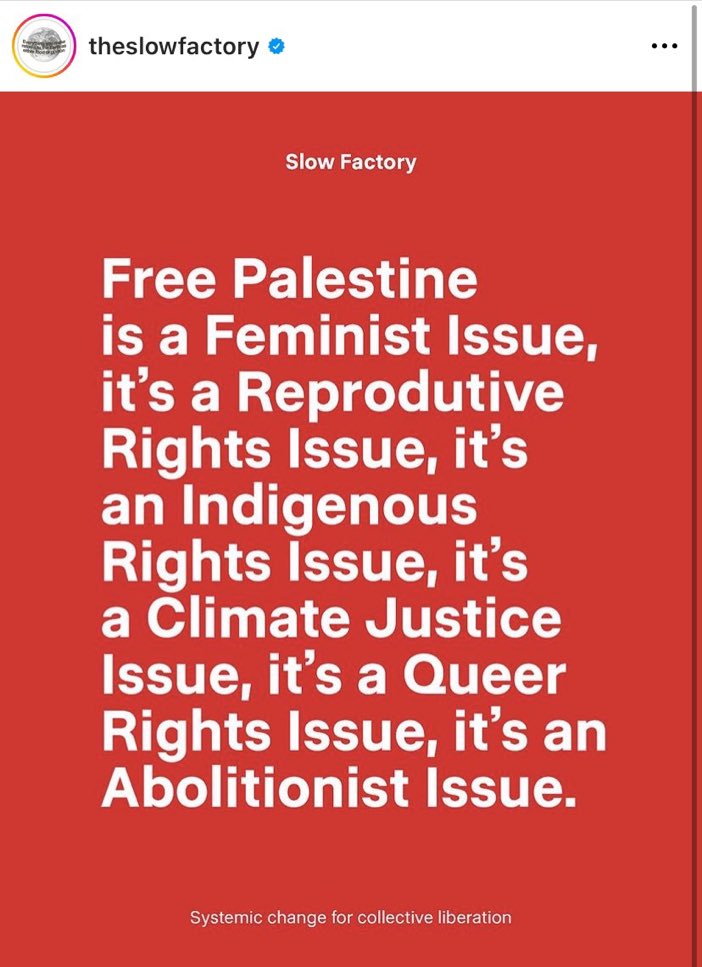 theslowfactory
Slow Factory
Free Palestine
is a Feminist Issue,
it’s a Reprodutive
Rights Issue, it’s
an Indigenous
Rights Issue, it’s
a Climate Justice
Issue, it’s a Queer
Rights Issue, it’s an
Abolitionist Issue.
Systemic change for collective liberation